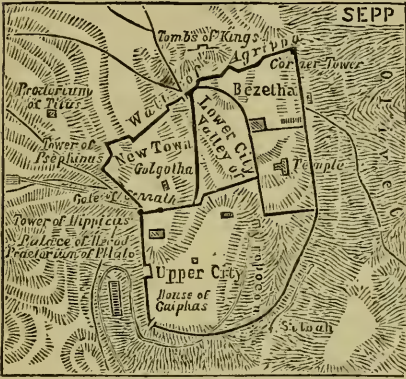 SEPP
Tombs of Kings
Wall of Agrippa
Corner Tower
Bezetha
Prætorium
of Titus
Lower City
Valley of
Tower of
Psephinus
New Town
Golgotha
Temple
Gate of
Tower of Hippicus
Palace of Herod
Praetorium of Pilate
Upper City
House of
Caiphas
Siloah